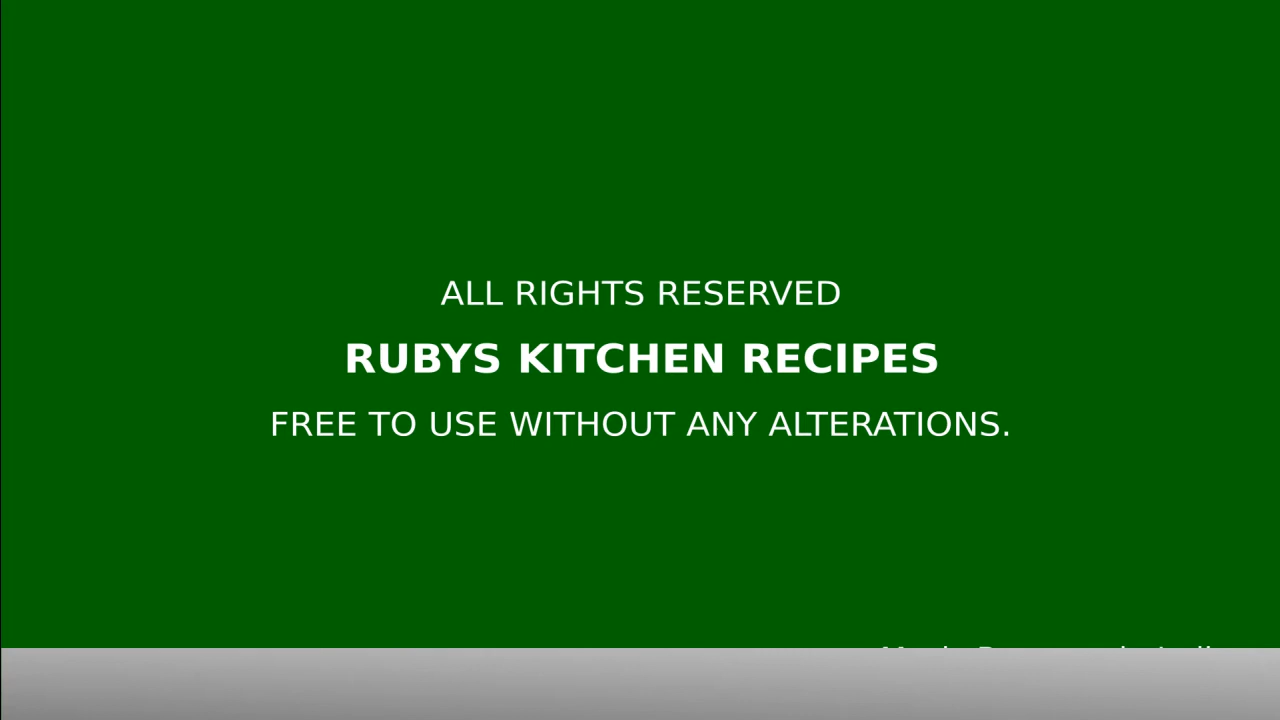 ALL RIGHTS RESERVED
RUBYS KITCHEN RECIPES
FREE TO USE WITHOUT ANY ALTERATIONS.